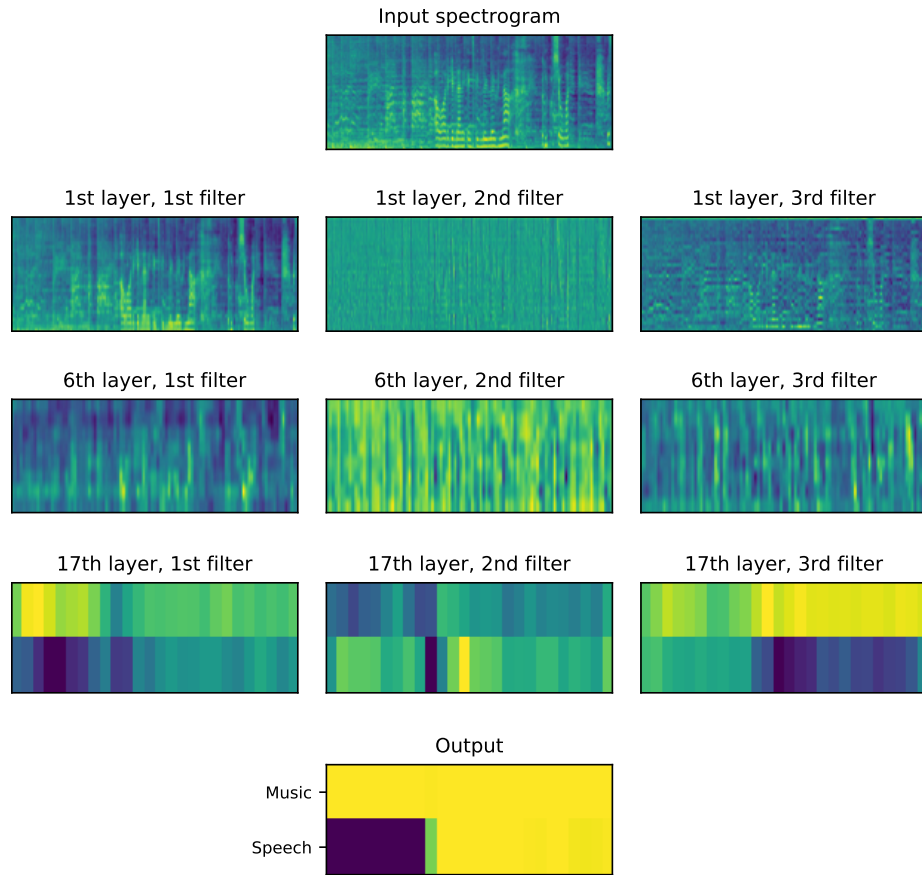 Input spectrogram
1st layer, 1st filter
1st layer, 2nd filter
1st layer, 3rd filter
6th layer, 1st filter
6th layer, 2nd filter
6th layer, 3rd filter
17th layer, 1st filter
17th layer, 2nd filter
17th layer, 3rd filter
Output
Music
Speech